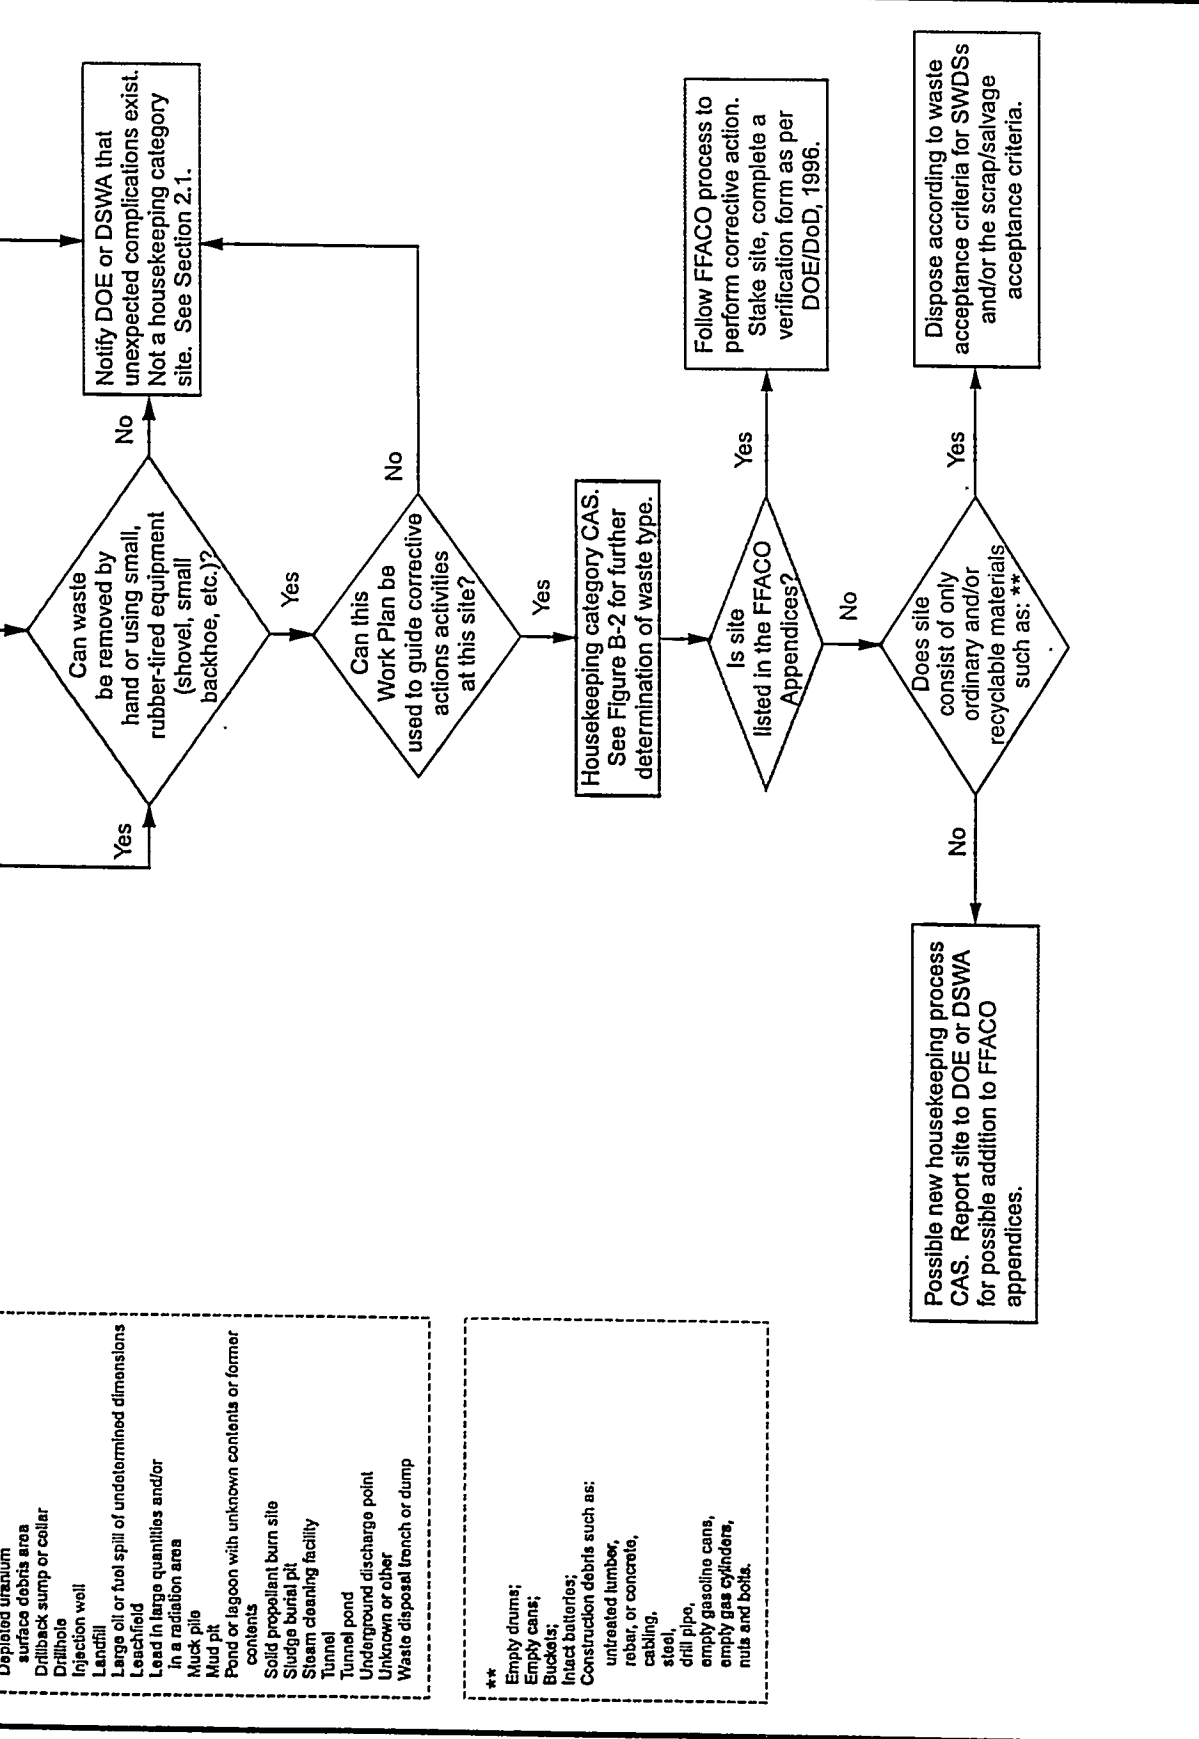 Depleted uranium
surface debris area
Drillback sump or collar
Drillhole
Injection well
Landfill
Large oil or fuel spill of undetermined dimensions
Leachfield
Lead in large quantities and/or
in a radiation area
Muck pile
Mud pit
Pond or lagoon with unknown contents or former
contents
Solid propellant burn site
Sludge burial pit
Steam cleaning facility
Tunnel
Tunnel pond
Underground discharge point
Unknown or other
Waste disposal trench or dump
**
Empty drums;
Empty cans;
Buckets;
Intact batteries;
Construction debris such as:
untreated lumber,
rebar, or concrete,
cabling,
steel,
drill pipe,
empty gasoline cans,
empty gas cylinders,
nuts and bolts.
Yes
Can waste
be removed by
hand or using small,
rubber-tired equipment
(shovel, small
backhoe, etc.)?
No
Notify DOE or DSWA that
unexpected complications exist.
Not a housekeeping category
site. See Section 2.1.
Yes
Can this
Work Plan be
used to guide corrective
actions activities
at this site?
No
Yes
Housekeeping category CAS.
See Figure B-2 for further
determination of waste type.
Is site
listed in the FFACO
Appendices?
Yes
Follow FFACO process to
perform corrective action.
Stake site, complete a
verification form as per
DOE/DoD, 1996.
No
Does site
consist of only
ordinary and/or
recyclable materials
such as: **
Yes
Dispose according to waste
acceptance criteria for SWDSs
and/or the scrap/salvage
acceptance criteria.
No
Possible new housekeeping process
CAS. Report site to DOE or DSWA
for possible addition to FFACO
appendices.